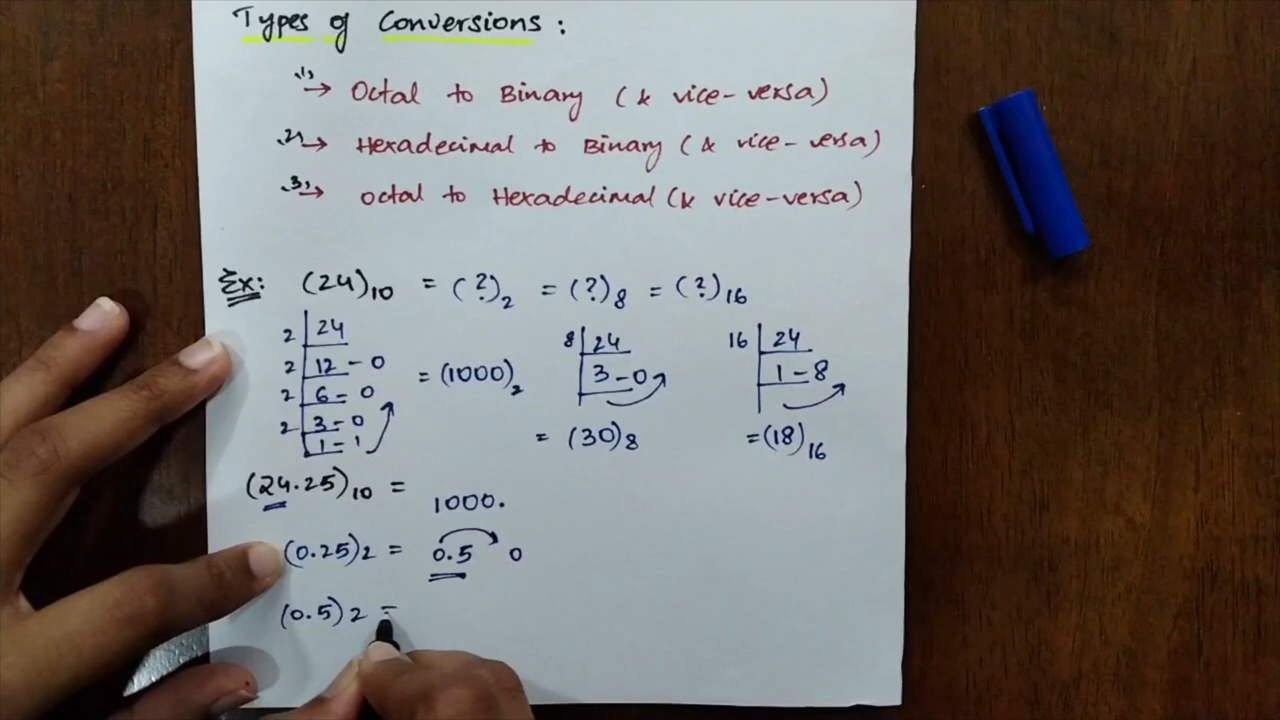 Types of Conversions :
1, → Octal to Binary (& vice-versa)
2, → Hexadecimal to Binary (& vice-versa)
3, → octal to Hexadecimal (& vice-versa)
Ex: (24)10 = (?)2 = (?)8 = (?)16
2 24
2 12 - 0
2 6 - 0
2 3 - 0
1 - 1
= (1000)2
8 24
3 - 0
= (30)8
16 24
1 - 8
= (18)16
(24.25)10 = 1000.
(0.25)2 = 0.5 0
(0.5)2 =